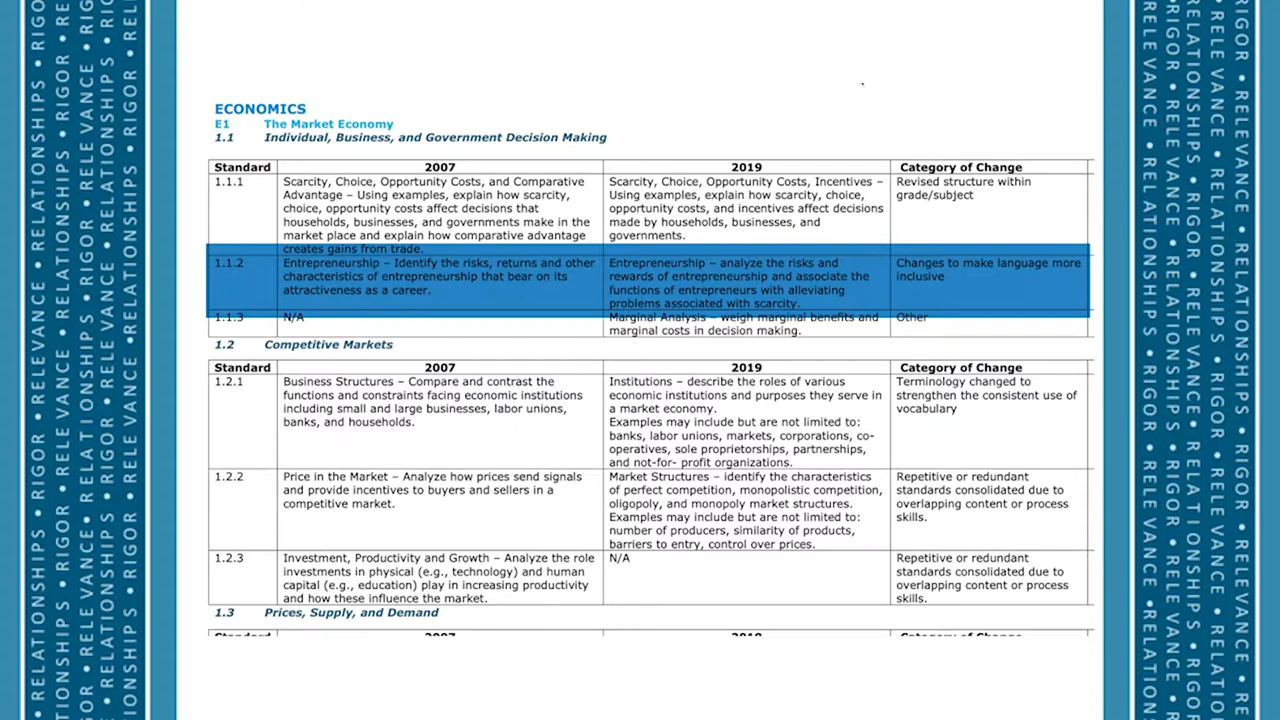 ECONOMICS
E1 The Market Economy
1.1 Individual, Business, and Government Decision Making
Standard 2007 2019 Category of Change
1.1.1
Scarcity, Choice, Opportunity Costs, and Comparative
Advantage – Using examples, explain how scarcity,
choice, opportunity costs affect decisions that
households, businesses, and governments make in the
market place and explain how comparative advantage
creates gains from trade.
Scarcity, Choice, Opportunity Costs, Incentives –
Using examples, explain how scarcity, choice,
opportunity costs, and incentives affect decisions
made by households, businesses, and
governments.
Revised structure within
grade/subject
1.1.2
Entrepreneurship – Identify the risks, returns and other
characteristics of entrepreneurship that bear on its
attractiveness as a career.
Entrepreneurship – analyze the risks and
rewards of entrepreneurship and associate the
functions of entrepreneurs with alleviating
problems associated with scarcity.
Changes to make language more
inclusive
1.1.3
N/A
Marginal Analysis – weigh marginal benefits and
marginal costs in decision making.
Other
1.2 Competitive Markets
Standard 2007 2019 Category of Change
1.2.1
Business Structures – Compare and contrast the
functions and constraints facing economic institutions
including small and large businesses, labor unions,
banks, and households.
Institutions – describe the roles of various
economic institutions and purposes they serve in
a market economy.
Examples may include but are not limited to:
banks, labor unions, markets, corporations, co-
operatives, sole proprietorships, partnerships,
and not-for- profit organizations.
Terminology changed to
strengthen the consistent use of
vocabulary
1.2.2
Price in the Market – Analyze how prices send signals
and provide incentives to buyers and sellers in a
competitive market.
Market Structures – identify the characteristics
of perfect competition, monopolistic competition,
oligopoly, and monopoly market structures.
Examples may include but are not limited to:
number of producers, similarity of products,
barriers to entry, control over prices.
Repetitive or redundant
standards consolidated due to
overlapping content or process
skills.
1.2.3
Investment, Productivity and Growth – Analyze the role
investments in physical (e.g., technology) and human
capital (e.g., education) play in increasing productivity
and how these influence the market.
N/A
Repetitive or redundant
standards consolidated due to
overlapping content or process
skills.
1.3 Prices, Supply, and Demand
Standard 2007 2019 Category of Change